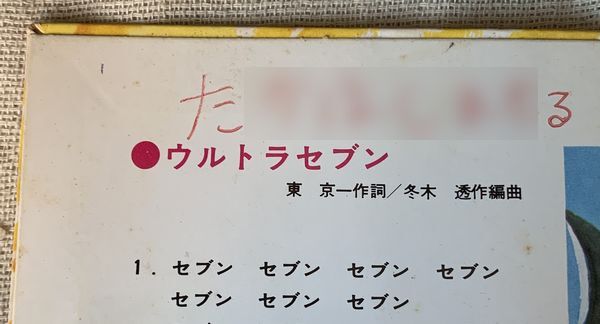 た る
●ウルトラセブン
東 京一作詞／冬木 透作編曲
1. セブン セブン セブン セブン
セブン セブン セブン